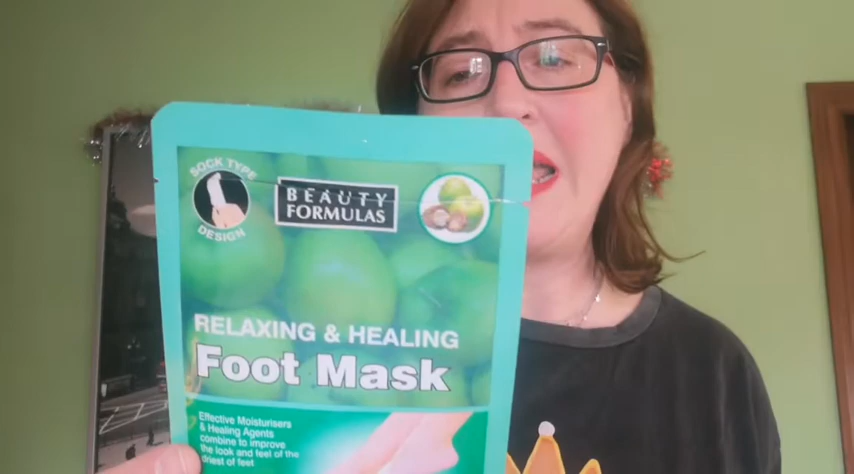 SOCK TYPE
DESIGN
BEAUTY
FORMULAS
RELAXING & HEALING
Foot Mask
Effective Moisturisers
& Healing Agents
combine to improve
the look and feel of the
driest of feet